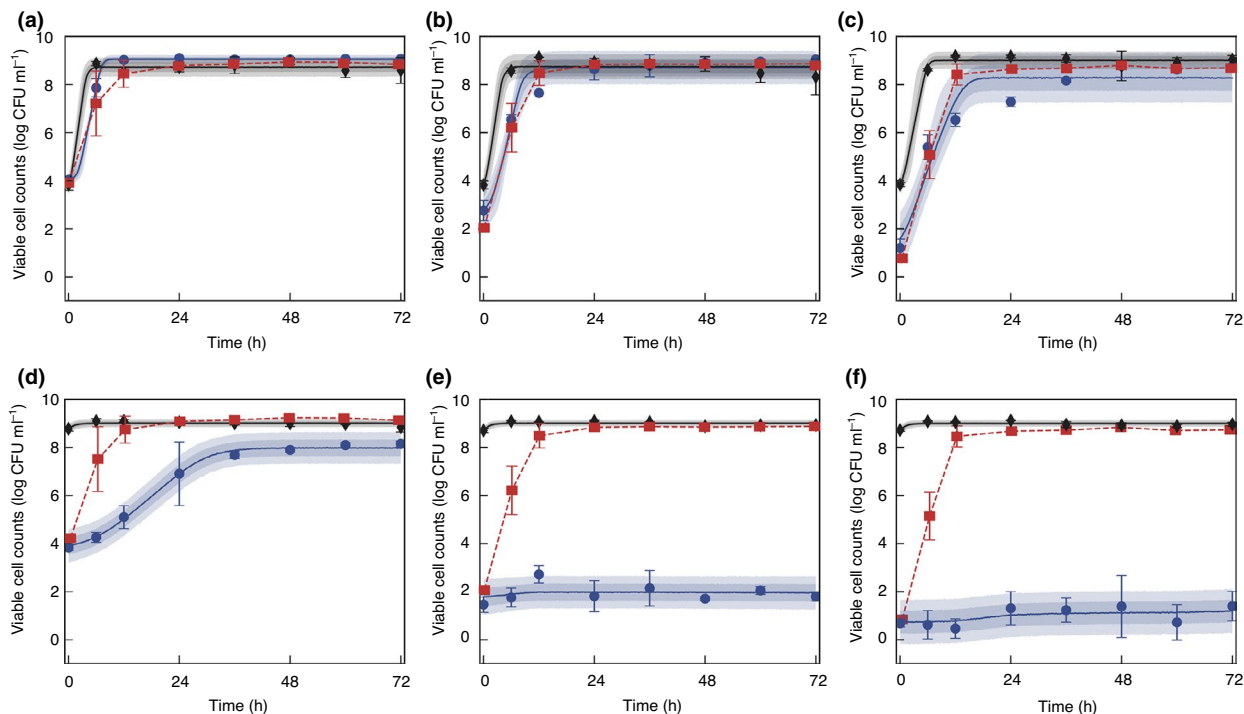 (a) (b) (c)
10 10 10
8 8 8
6 6 6
4 4 4
2 2 2
0 0 0
Viable cell counts (log CFU ml⁻¹) Viable cell counts (log CFU ml⁻¹) Viable cell counts (log CFU ml⁻¹)
0 24 48 72 0 24 48 72 0 24 48 72
Time (h) Time (h) Time (h)
(d) (e) (f)
10 10 10
8 8 8
6 6 6
4 4 4
2 2 2
0 0 0
Viable cell counts (log CFU ml⁻¹) Viable cell counts (log CFU ml⁻¹) Viable cell counts (log CFU ml⁻¹)
0 24 48 72 0 24 48 72 0 24 48 72
Time (h) Time (h) Time (h)